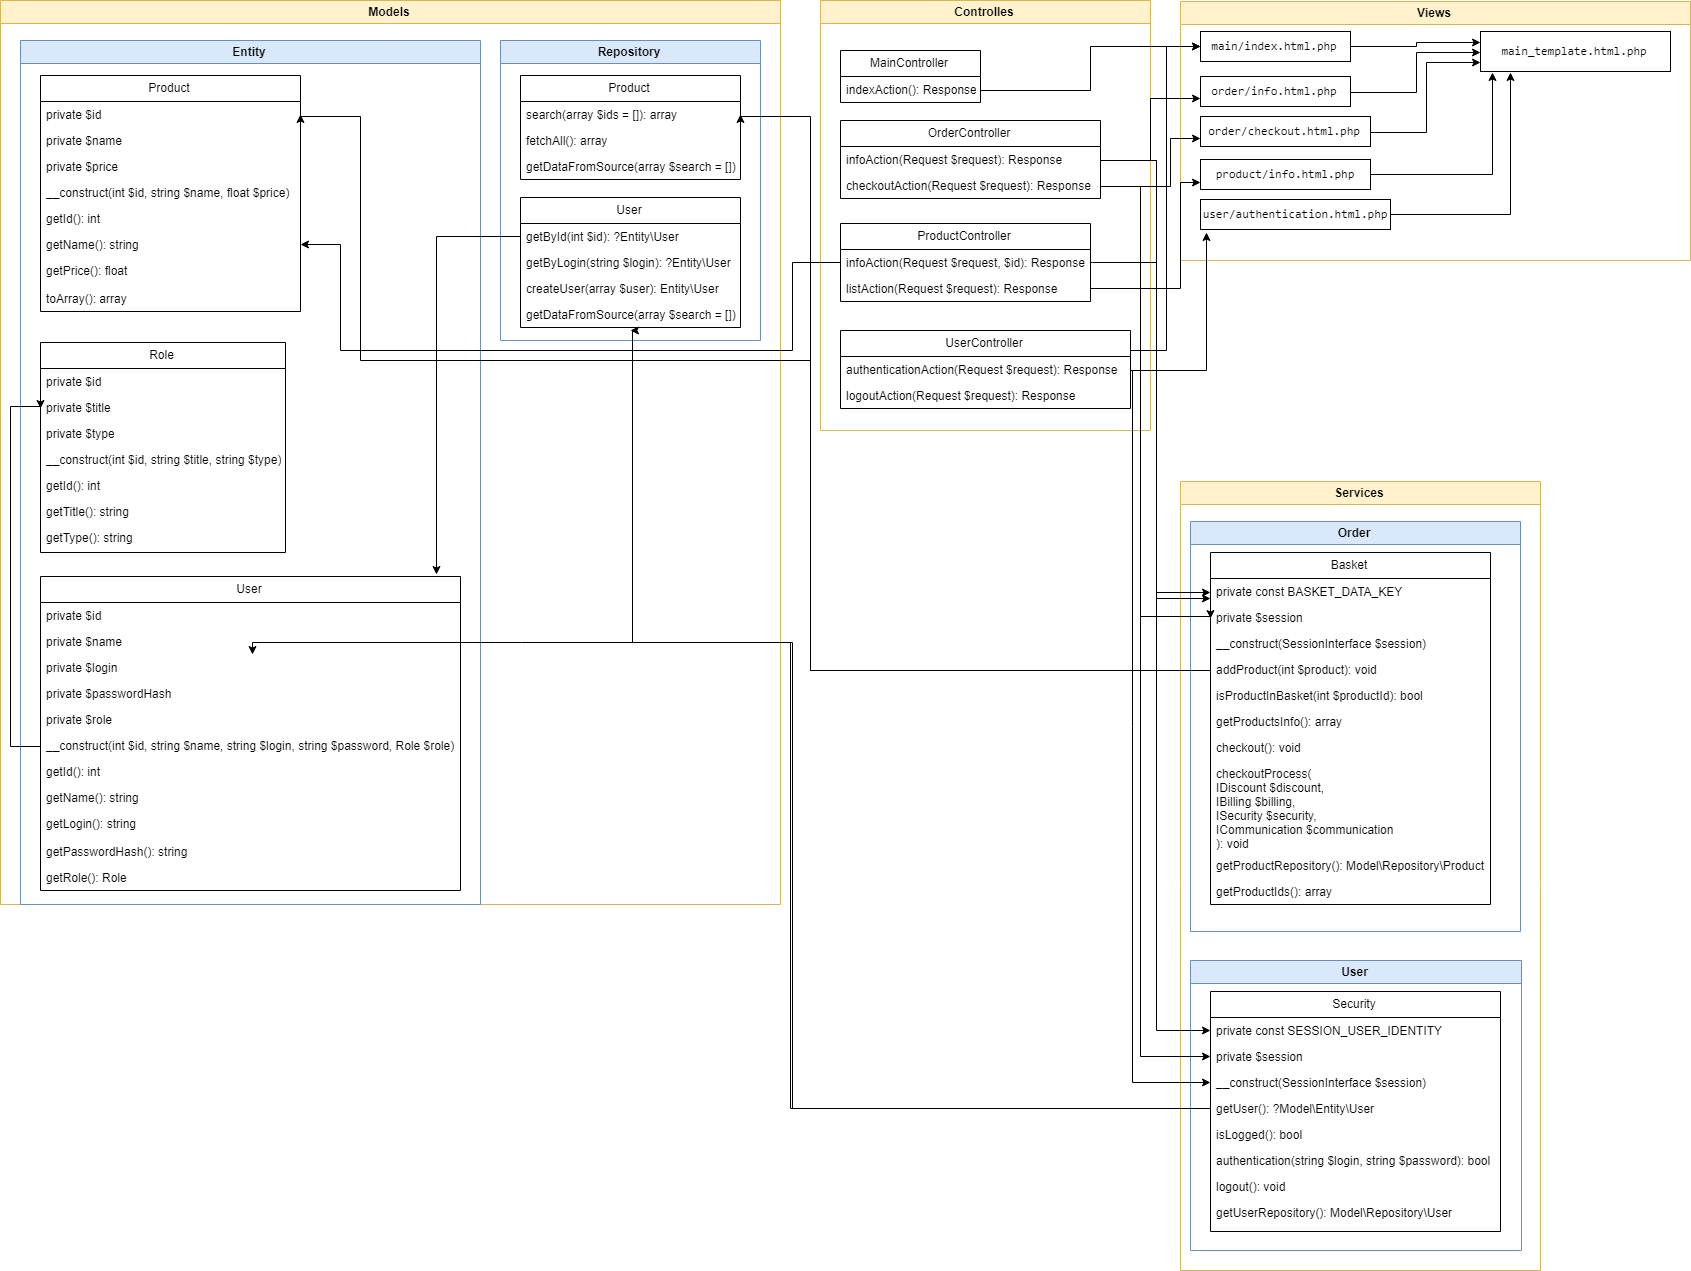 Models
Entity
Product
private $id
private $name
private $price
__construct(int $id, string $name, float $price)
getId(): int
getName(): string
getPrice(): float
toArray(): array
Role
private $id
private $title
private $type
__construct(int $id, string $title, string $type)
getId(): int
getTitle(): string
getType(): string
User
private $id
private $name
private $login
private $passwordHash
private $role
__construct(int $id, string $name, string $login, string $password, Role $role)
getId(): int
getName(): string
getLogin(): string
getPasswordHash(): string
getRole(): Role
Repository
Product
search(array $ids = []): array
fetchAll(): array
getDataFromSource(array $search = [])
User
getById(int $id): ?Entity\User
getByLogin(string $login): ?Entity\User
createUser(array $user): Entity\User
getDataFromSource(array $search = [])
Controlles
MainController
indexAction(): Response
OrderController
infoAction(Request $request): Response
checkoutAction(Request $request): Response
ProductController
infoAction(Request $request, $id): Response
listAction(Request $request): Response
UserController
authenticationAction(Request $request): Response
logoutAction(Request $request): Response
Views
main/index.html.php
main_template.html.php
order/info.html.php
order/checkout.html.php
product/info.html.php
user/authentication.html.php
Services
Order
Basket
private const BASKET_DATA_KEY
private $session
__construct(SessionInterface $session)
addProduct(int $product): void
isProductInBasket(int $productId): bool
getProductsInfo(): array
checkout(): void
checkoutProcess(
IDiscount $discount,
IBilling $billing,
ISecurity $security,
ICommunication $communication
): void
getProductRepository(): Model\Repository\Product
getProductIds(): array
User
Security
private const SESSION_USER_IDENTITY
private $session
__construct(SessionInterface $session)
getUser(): ?Model\Entity\User
isLogged(): bool
authentication(string $login, string $password): bool
logout(): void
getUserRepository(): Model\Repository\User